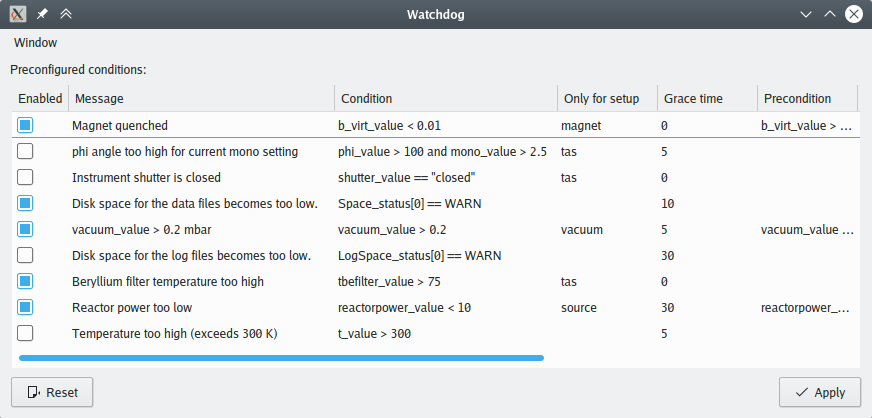 Watchdog
Window
Preconfigured conditions:
Enabled Message Condition Only for setup Grace time Precondition
Magnet quenched b_virt_value < 0.01 magnet 0 b_virt_value > ...
phi angle too high for current mono setting phi_value > 100 and mono_value > 2.5 tas 5
Instrument shutter is closed shutter_value == "closed" tas 0
Disk space for the data files becomes too low. Space_status[0] == WARN 10
vacuum_value > 0.2 mbar vacuum_value > 0.2 vacuum 5 vacuum_value ...
Disk space for the log files becomes too low. LogSpace_status[0] == WARN 30
Beryllium filter temperature too high tbefilter_value > 75 tas 0
Reactor power too low reactorpower_value < 10 source 30 reactorpower_...
Temperature too high (exceeds 300 K) t_value > 300 5
Reset Apply